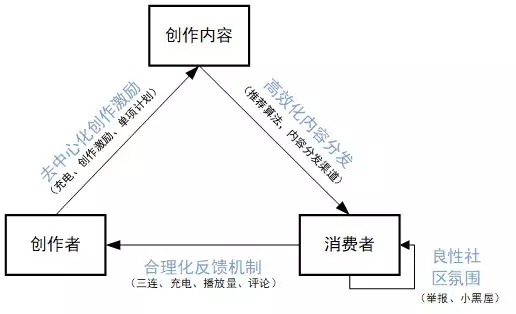 创作内容
去中心化创作激励
（充电、创作激励、单项计划）
高效化内容分发
（推荐算法，内容分发渠道）
创作者
消费者
合理化反馈机制
（三连、充电、播放量、评论）
良性社
区氛围
（举报、小黑屋）